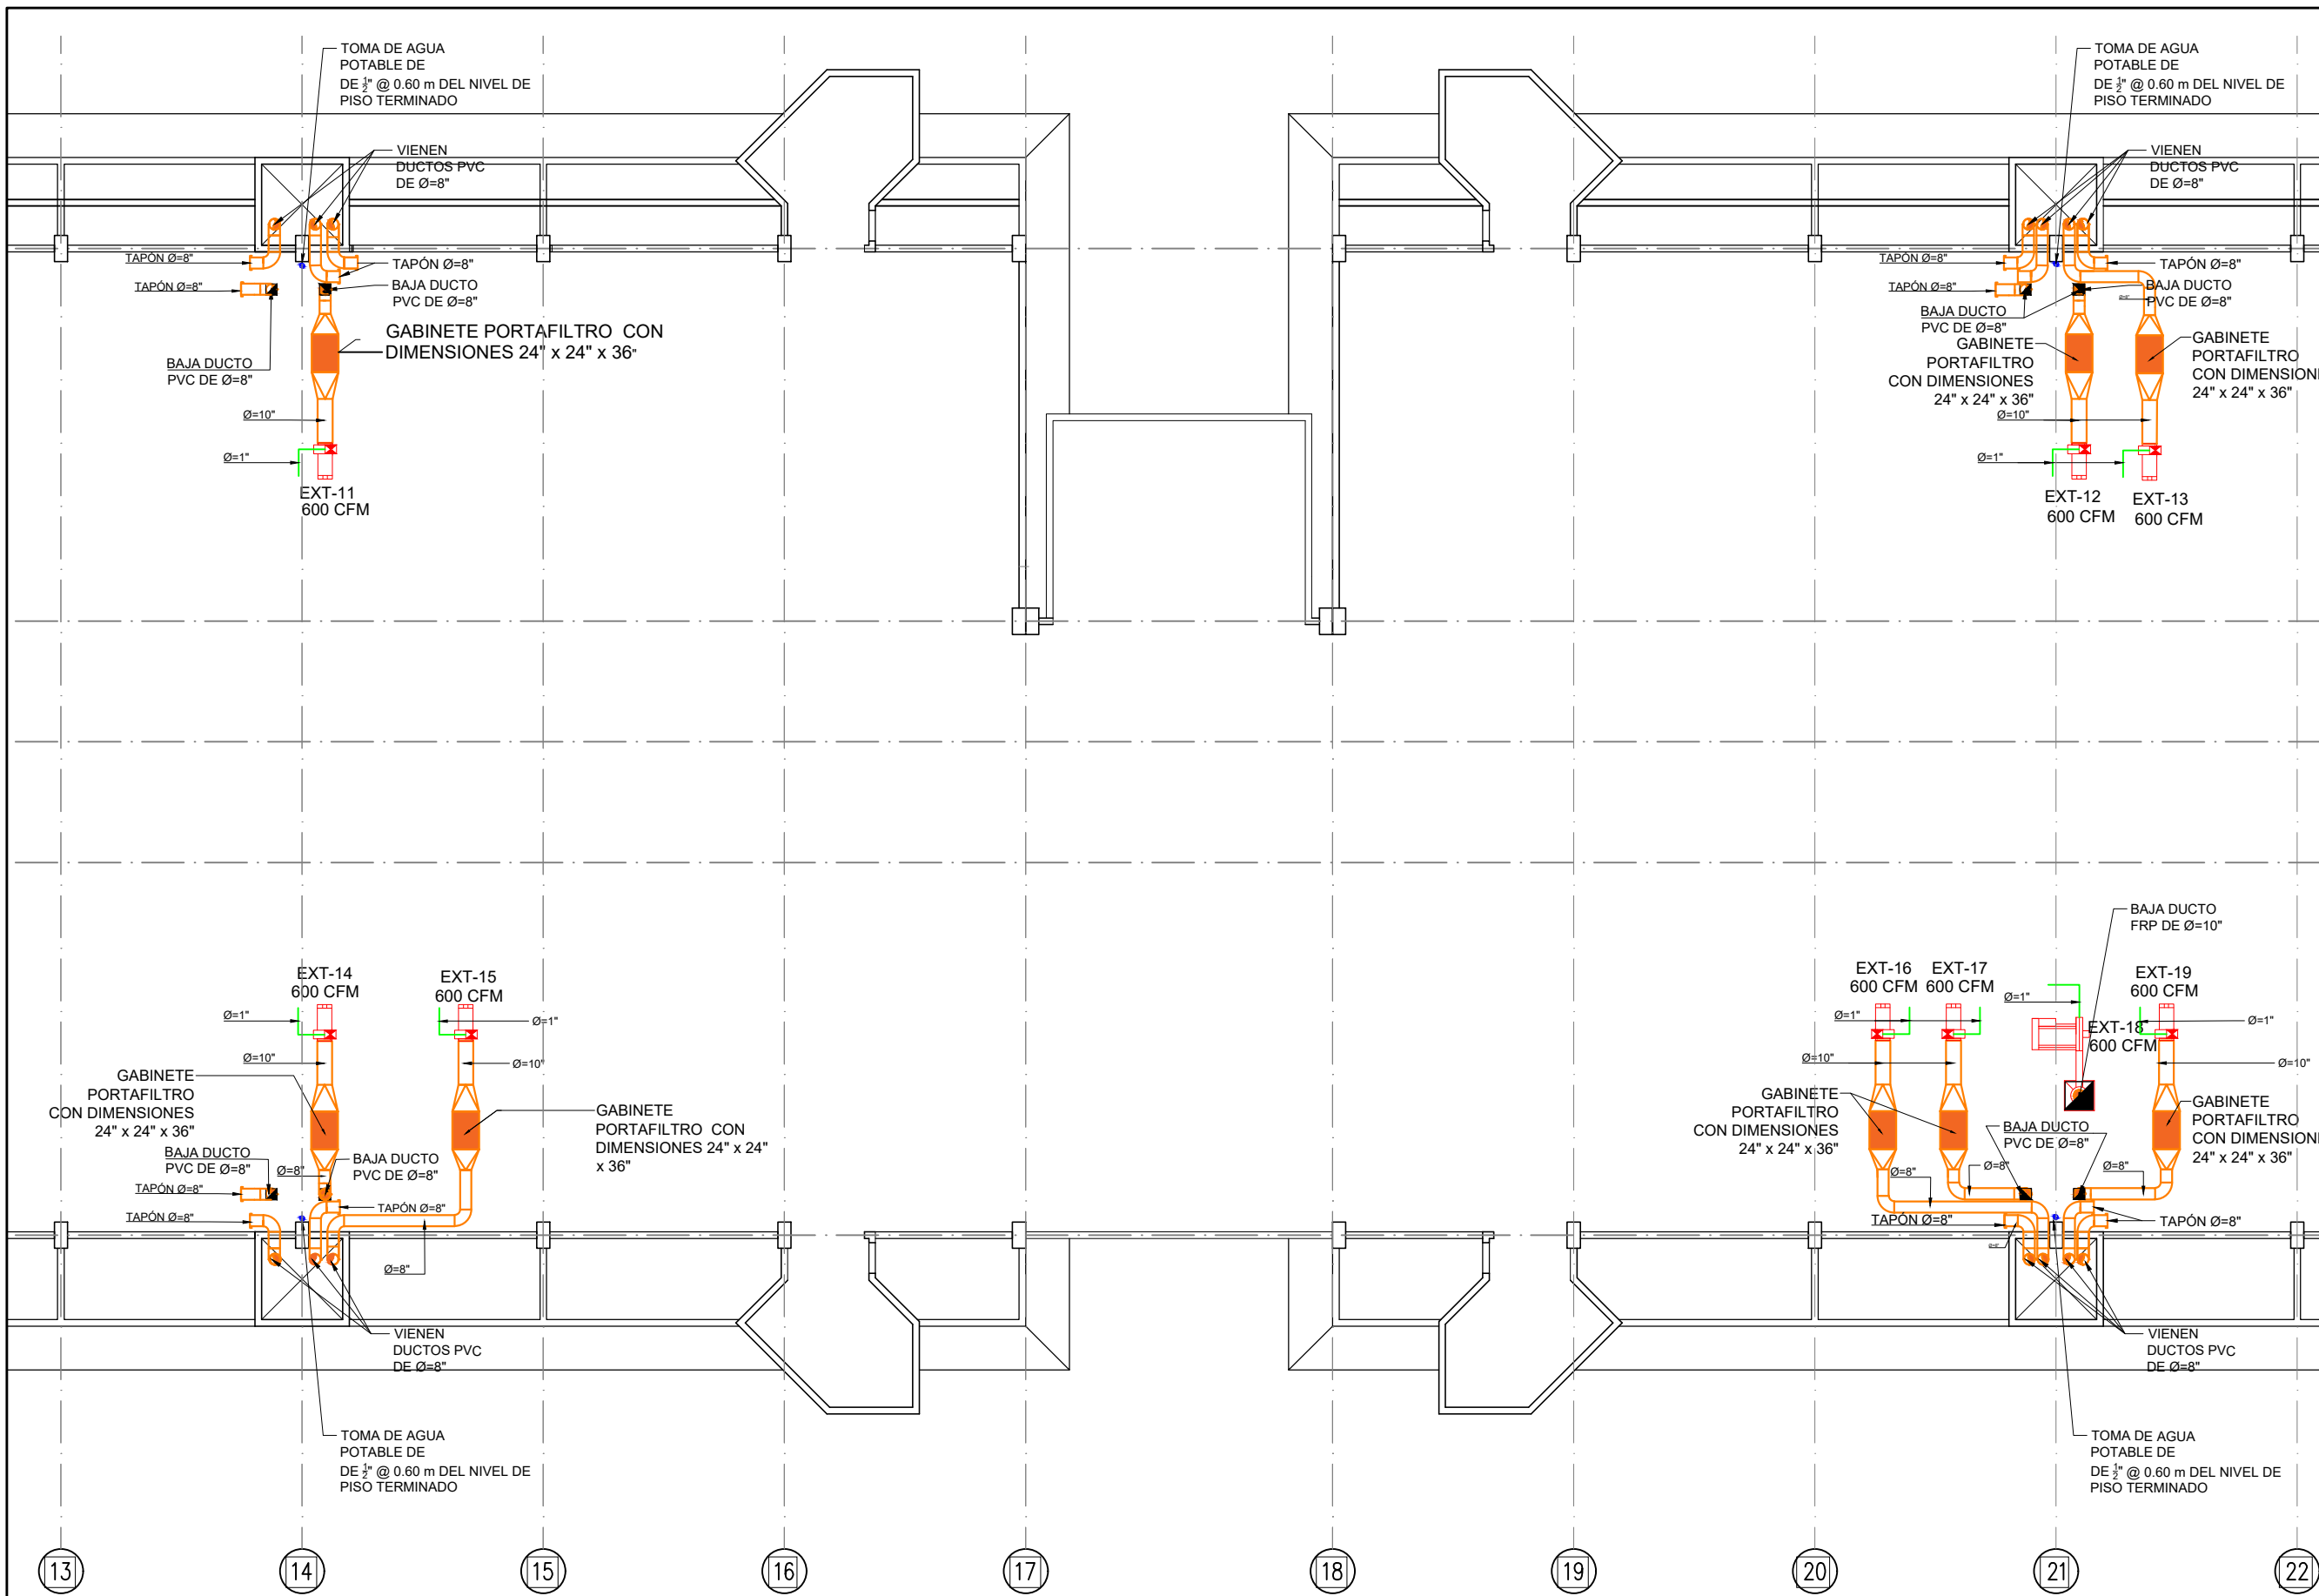 TOMA DE AGUA
POTABLE DE
DE ½" @ 0.60 m DEL NIVEL DE
PISO TERMINADO
VIENEN
DUCTOS PVC
DE Ø=8"
TAPÓN Ø=8"
TAPÓN Ø=8"
TAPÓN Ø=8"
BAJA DUCTO
PVC DE Ø=8"
GABINETE PORTAFILTRO CON
DIMENSIONES 24" x 24" x 36"
BAJA DUCTO
PVC DE Ø=8"
Ø=10"
Ø=1"
EXT-11
600 CFM
TOMA DE AGUA
POTABLE DE
DE ½" @ 0.60 m DEL NIVEL DE
PISO TERMINADO
VIENEN
DUCTOS PVC
DE Ø=8"
TAPÓN Ø=8"
TAPÓN Ø=8"
TAPÓN Ø=8"
BAJA DUCTO
PVC DE Ø=8"
BAJA DUCTO
PVC DE Ø=8"
GABINETE
PORTAFILTRO
CON DIMENSIONES
24" x 24" x 36"
GABINETE
PORTAFILTRO
CON DIMENSION
24" x 24" x 36"
Ø=10"
Ø=1"
EXT-12
600 CFM
EXT-13
600 CFM
EXT-14
600 CFM
EXT-15
600 CFM
Ø=1"
Ø=1"
Ø=10"
Ø=10"
GABINETE
PORTAFILTRO
CON DIMENSIONES
24" x 24" x 36"
GABINETE
PORTAFILTRO CON
DIMENSIONES 24" x 24"
x 36"
BAJA DUCTO
PVC DE Ø=8"
Ø=8"
BAJA DUCTO
PVC DE Ø=8"
TAPÓN Ø=8"
TAPÓN Ø=8"
TAPÓN Ø=8"
Ø=8"
VIENEN
DUCTOS PVC
DE Ø=8"
TOMA DE AGUA
POTABLE DE
DE ½" @ 0.60 m DEL NIVEL DE
PISO TERMINADO
BAJA DUCTO
FRP DE Ø=10"
EXT-16
600 CFM
EXT-17
600 CFM
EXT-18
600 CFM
EXT-19
600 CFM
Ø=1"
Ø=1"
Ø=1"
Ø=10"
Ø=10"
GABINETE
PORTAFILTRO
CON DIMENSIONES
24" x 24" x 36"
GABINETE
PORTAFILTRO
CON DIMENSION
24" x 24" x 36"
BAJA DUCTO
PVC DE Ø=8"
Ø=8"
Ø=8"
Ø=8"
TAPÓN Ø=8"
TAPÓN Ø=8"
VIENEN
DUCTOS PVC
DE Ø=8"
TOMA DE AGUA
POTABLE DE
DE ½" @ 0.60 m DEL NIVEL DE
PISO TERMINADO
13
14
15
16
17
18
19
20
21
22